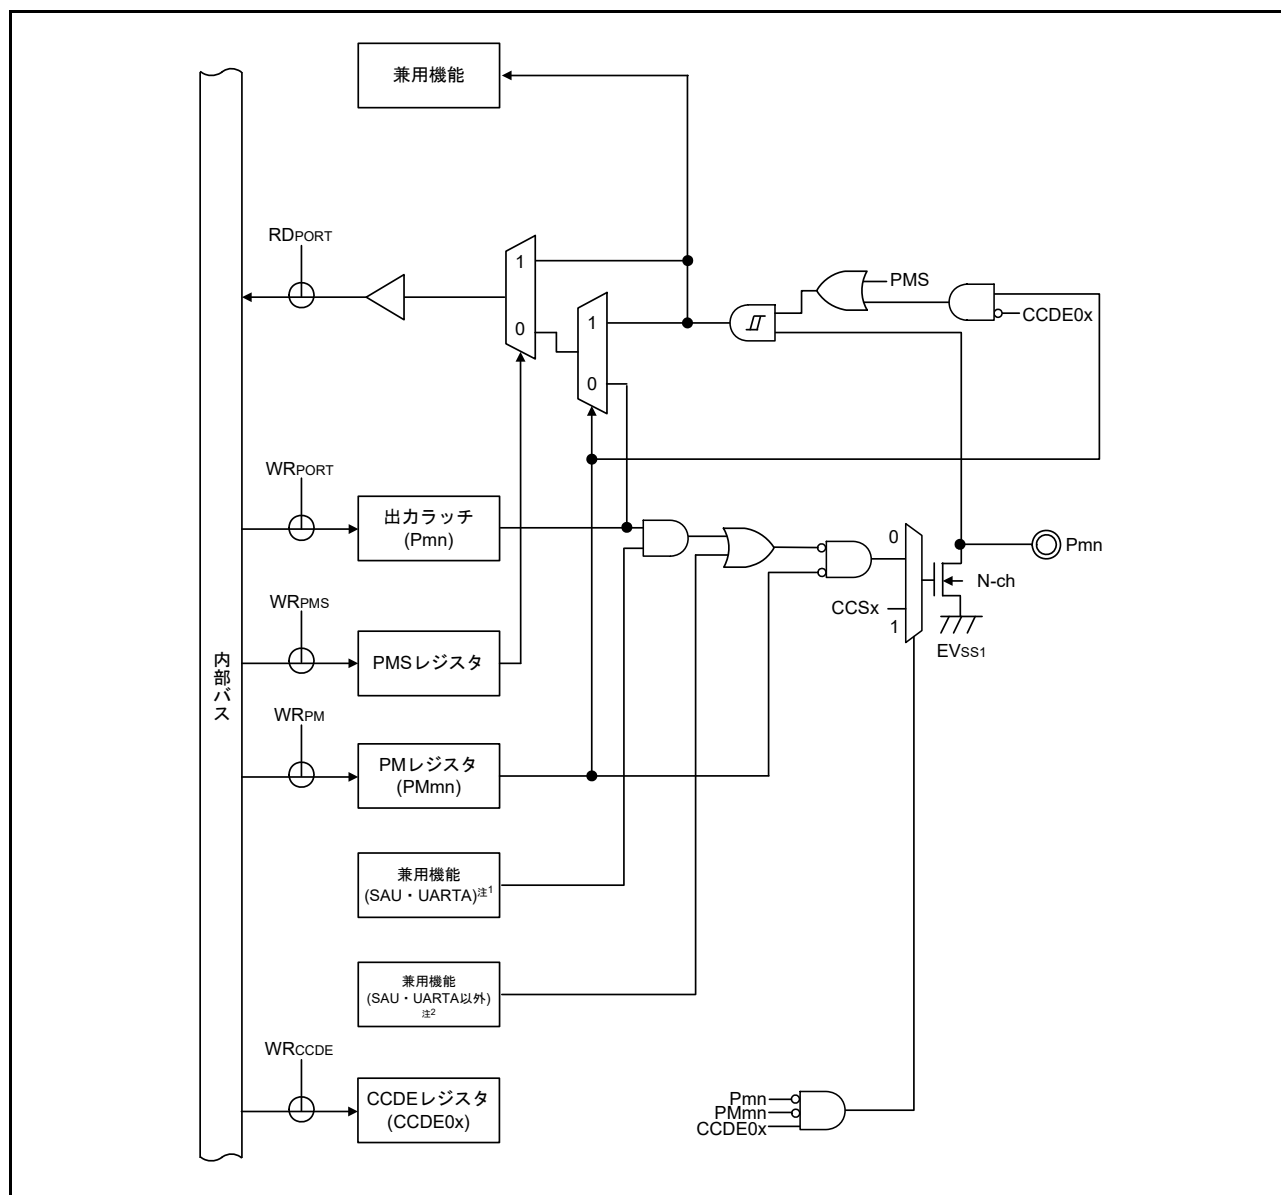 兼用機能
RDPORT
1
0
1
0
PMS
CCDE0x
WRPORT
出力ラッチ
(Pmn)
0
Pmn
N-ch
CCSx
1
EVSS1
WRPMS
PMSレジスタ
内部バス
WRPM
PMレジスタ
(PMmn)
兼用機能
(SAU・UARTA)注1
兼用機能
(SAU・UARTA以外)
注2
WRCCDE
CCDEレジスタ
(CCDE0x)
Pmn
PMmn
CCDE0x